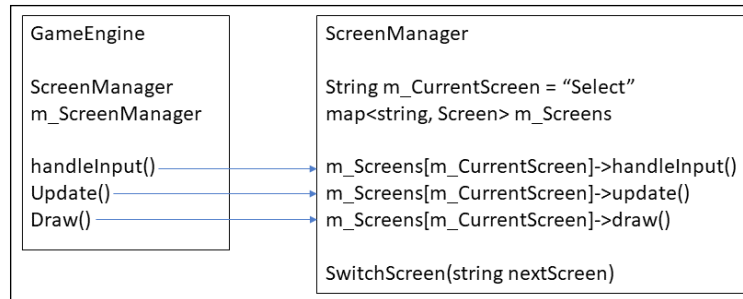 GameEngine
ScreenManager
m_ScreenManager
handleInput()
Update()
Draw()
ScreenManager
String m_CurrentScreen = “Select”
map<string, Screen> m_Screens
m_Screens[m_CurrentScreen]->handleInput()
m_Screens[m_CurrentScreen]->update()
m_Screens[m_CurrentScreen]->draw()
SwitchScreen(string nextScreen)